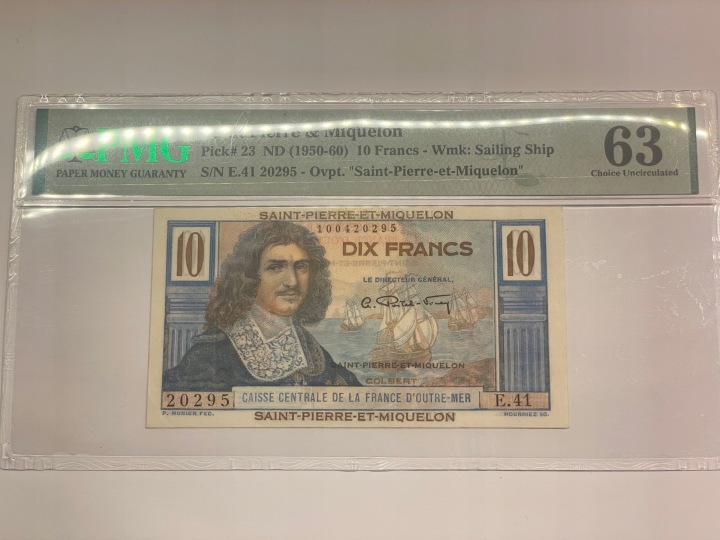 PMG
PAPER MONEY GUARANTY
Pierre & Miquelon
Pick# 23 ND (1950-60) 10 Francs - Wmk: Sailing Ship
S/N E.41 20295 - Ovpt. "Saint-Pierre-et-Miquelon"
63
Choice Uncirculated
SAINT-PIERRE-ET-MIQUELON
100420295
10
DIX FRANCS
10
LE DIRECTEUR GÉNÉRAL,
SAINT-PIERRE-ET-MIQUELON
COLBERT
20295
CAISSE CENTRALE DE LA FRANCE D'OUTRE-MER
E.41
P. MUNIER FEC.
SAINT-PIERRE-ET-MIQUELON